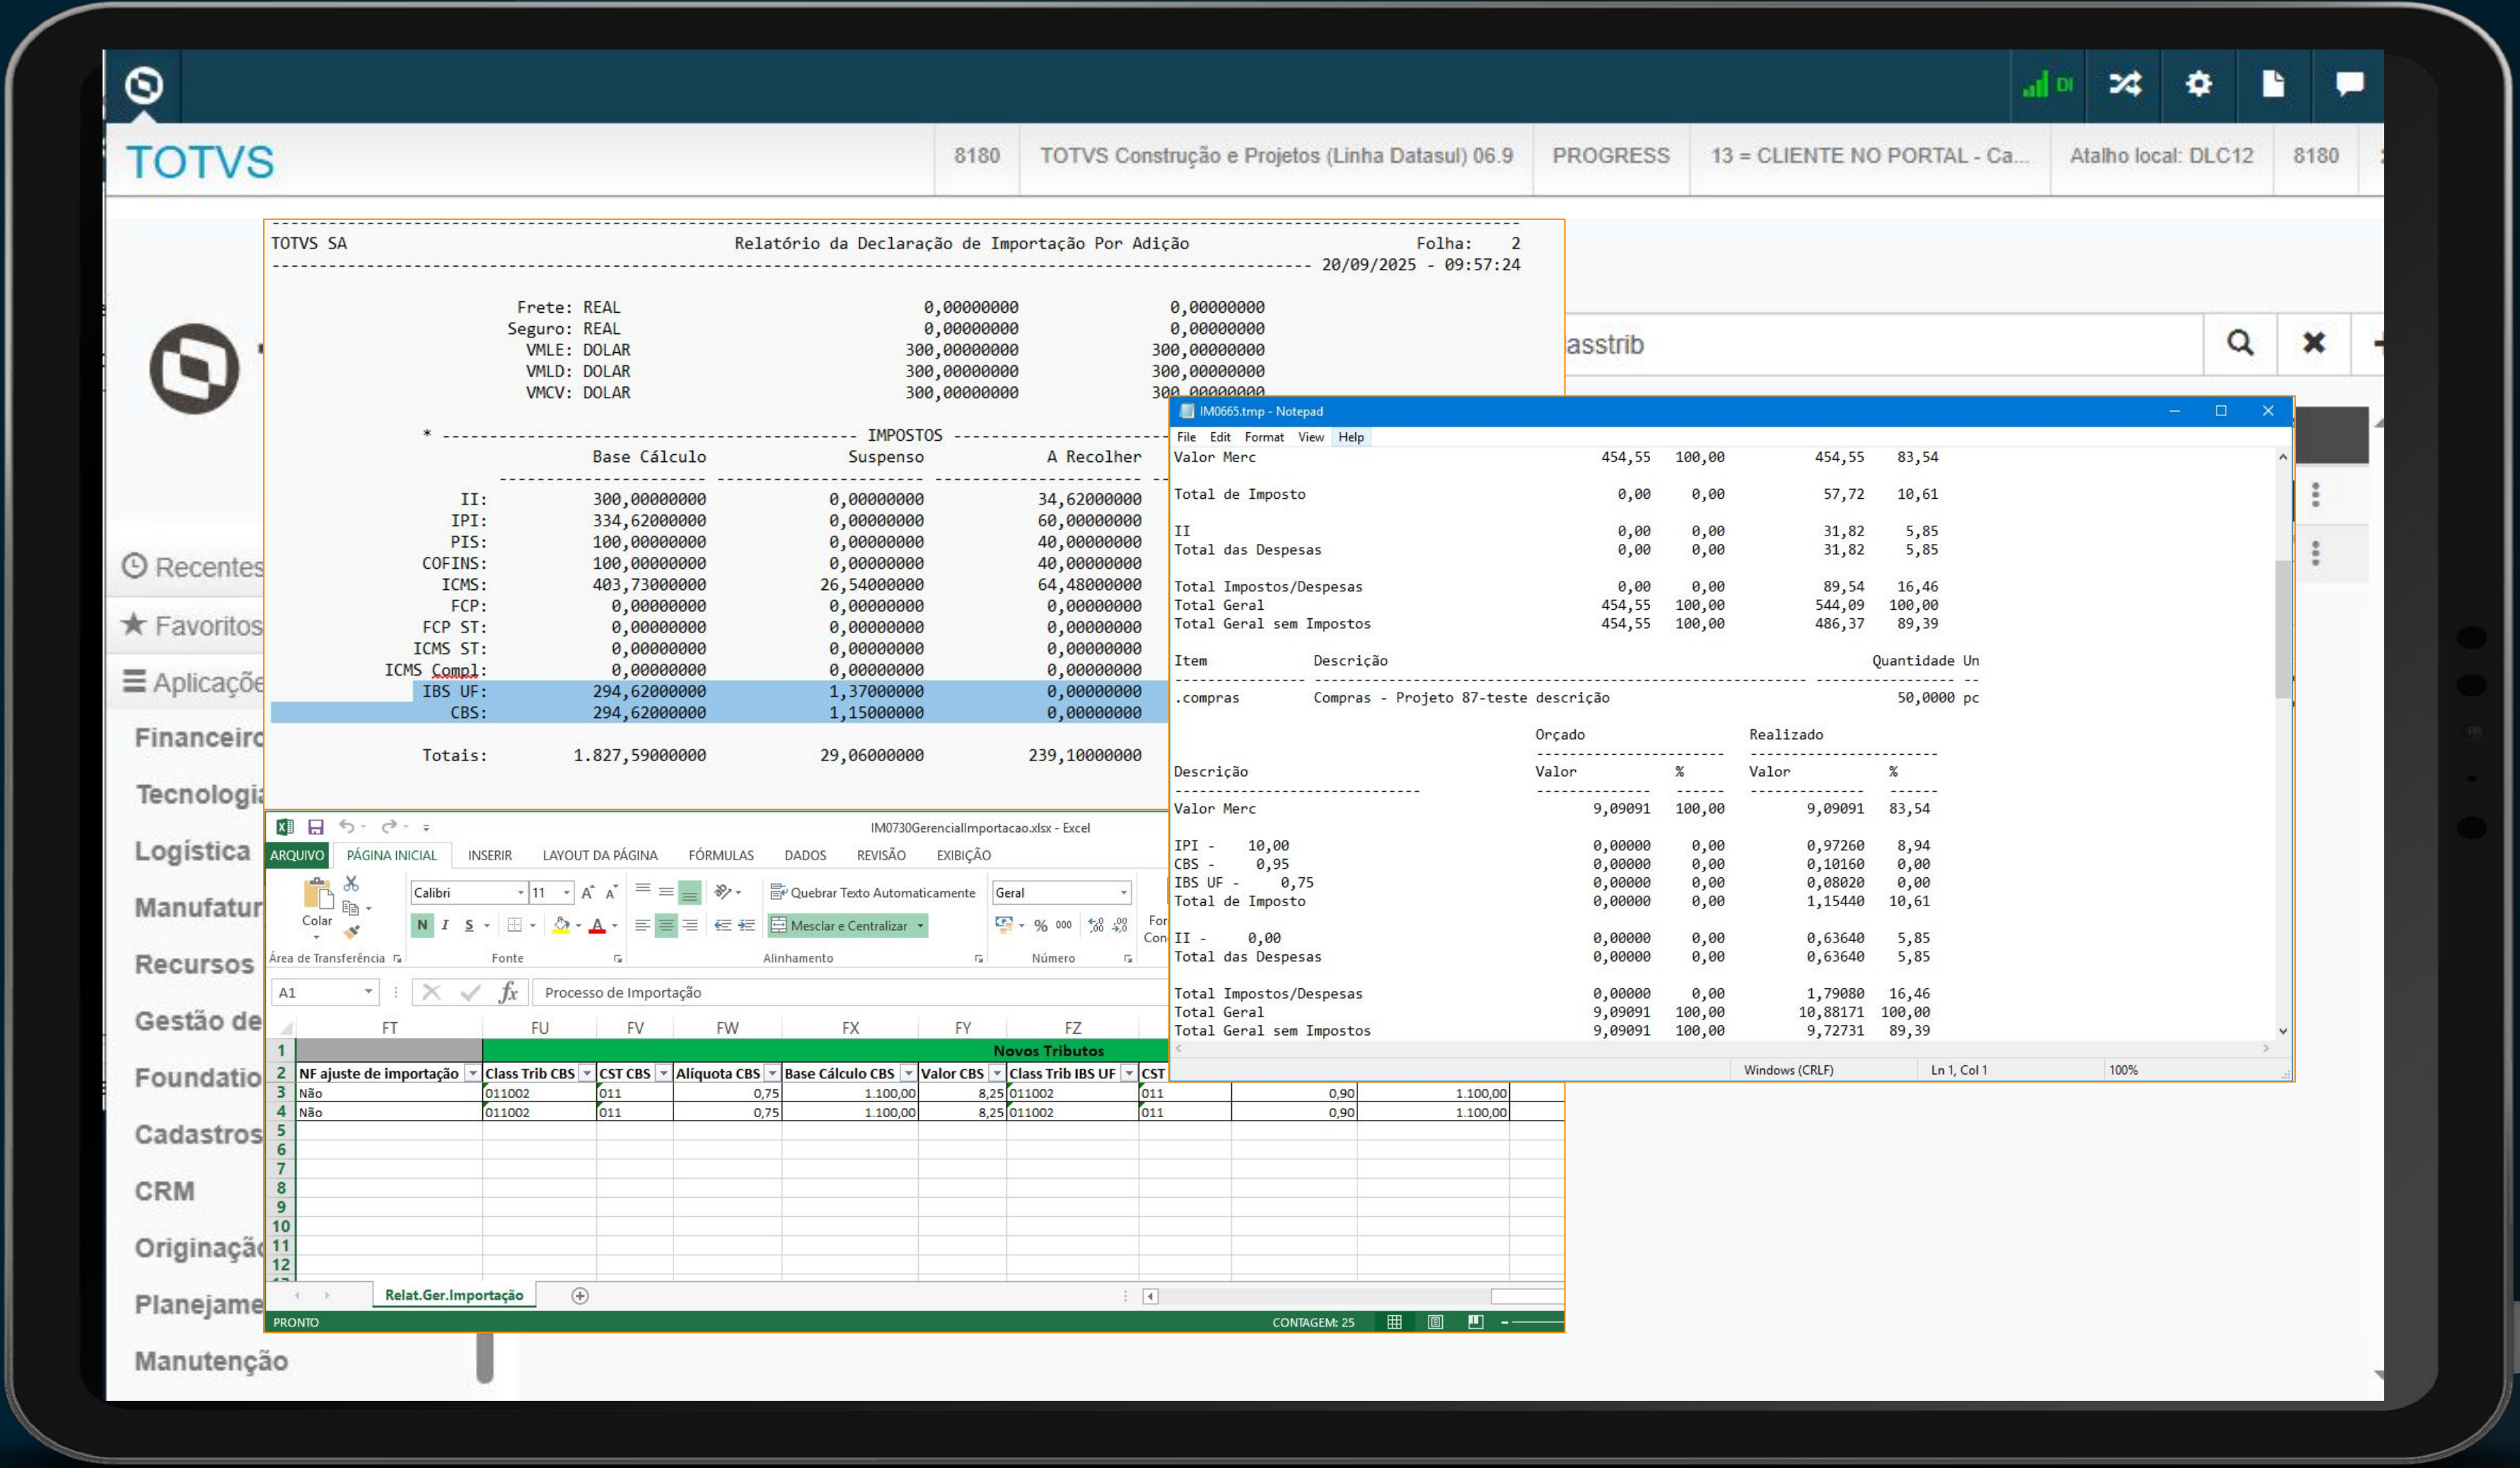 DI
TOTVS
8180
TOTVS Construção e Projetos (Linha Datasul) 06.9
PROGRESS
13 = CLIENTE NO PORTAL - Ca...
Atalho local: DLC12
8180
asstrib
Recentes
Favoritos
Aplicaçõe
Financeiro
Tecnologia
Logística
Manufatur
Recursos
Gestão de
Foundatio
Cadastros
CRM
Originação
Planejame
Manutenção
TOTVS SA Relatório da Declaração de Importação Por Adição Folha: 2
20/09/2025 - 09:57:24
Frete: REAL 0,00000000 0,00000000
Seguro: REAL 0,00000000 0,00000000
VMLE: DOLAR 300,00000000 300,00000000
VMLD: DOLAR 300,00000000 300,00000000
VMCV: DOLAR 300,00000000 300,00000000
* IMPOSTOS
Base Cálculo Suspenso A Recolher
II: 300,00000000 0,00000000 34,62000000
IPI: 334,62000000 0,00000000 60,00000000
PIS: 100,00000000 0,00000000 40,00000000
COFINS: 100,00000000 0,00000000 40,00000000
ICMS: 403,73000000 26,54000000 64,48000000
FCP: 0,00000000 0,00000000 0,00000000
FCP ST: 0,00000000 0,00000000 0,00000000
ICMS ST: 0,00000000 0,00000000 0,00000000
ICMS Compl: 0,00000000 0,00000000 0,00000000
IBS UF: 294,62000000 1,37000000 0,00000000
CBS: 294,62000000 1,15000000 0,00000000
Totais: 1.827,59000000 29,06000000 239,10000000
IM0665.tmp - Notepad
File Edit Format View Help
Valor Merc 454,55 100,00 454,55 83,54
Total de Imposto 0,00 0,00 57,72 10,61
II 0,00 0,00 31,82 5,85
Total das Despesas 0,00 0,00 31,82 5,85
Total Impostos/Despesas 0,00 0,00 89,54 16,46
Total Geral 454,55 100,00 544,09 100,00
Total Geral sem Impostos 454,55 100,00 486,37 89,39
Item Descrição Quantidade Un
.compras Compras - Projeto 87-teste descrição 50,0000 pc
Orçado Realizado
Descrição Valor % Valor %
Valor Merc 9,09091 100,00 9,09091 83,54
IPI - 10,00 0,00000 0,00 0,97260 8,94
CBS - 0,95 0,00000 0,00 0,10160 0,00
IBS UF - 0,75 0,00000 0,00 0,08020 0,00
Total de Imposto 0,00000 0,00 1,15440 10,61
II - 0,00 0,00000 0,00 0,63640 5,85
Total das Despesas 0,00000 0,00 0,63640 5,85
Total Impostos/Despesas 0,00000 0,00 1,79080 16,46
Total Geral 9,09091 100,00 10,88171 100,00
Total Geral sem Impostos 9,09091 100,00 9,72731 89,39
Windows (CRLF) Ln 1, Col 1 100%
IM0730GerencialImportacao.xlsx - Excel
ARQUIVO PÁGINA INICIAL INSERIR LAYOUT DA PÁGINA FÓRMULAS DADOS REVISÃO EXIBIÇÃO
Calibri 11 Quebrar Texto Automaticamente Geral
Colar N I S Mesclar e Centralizar % 000 For
Con
Área de Transferência Fonte Alinhamento Número
A1 fx Processo de Importação
FT FU FV FW FX FY FZ
1 Novos Tributos
2 NF ajuste de importação Class Trib CBS CST CBS Alíquota CBS Base Cálculo CBS Valor CBS Class Trib IBS UF CST
3 Não 011002 011 0,75 1.100,00 8,25 011002 011 0,90 1.100,00
4 Não 011002 011 0,75 1.100,00 8,25 011002 011 0,90 1.100,00
5
6
7
8
9
10
11
12
Relat.Ger.Importação
PRONTO CONTAGEM: 25